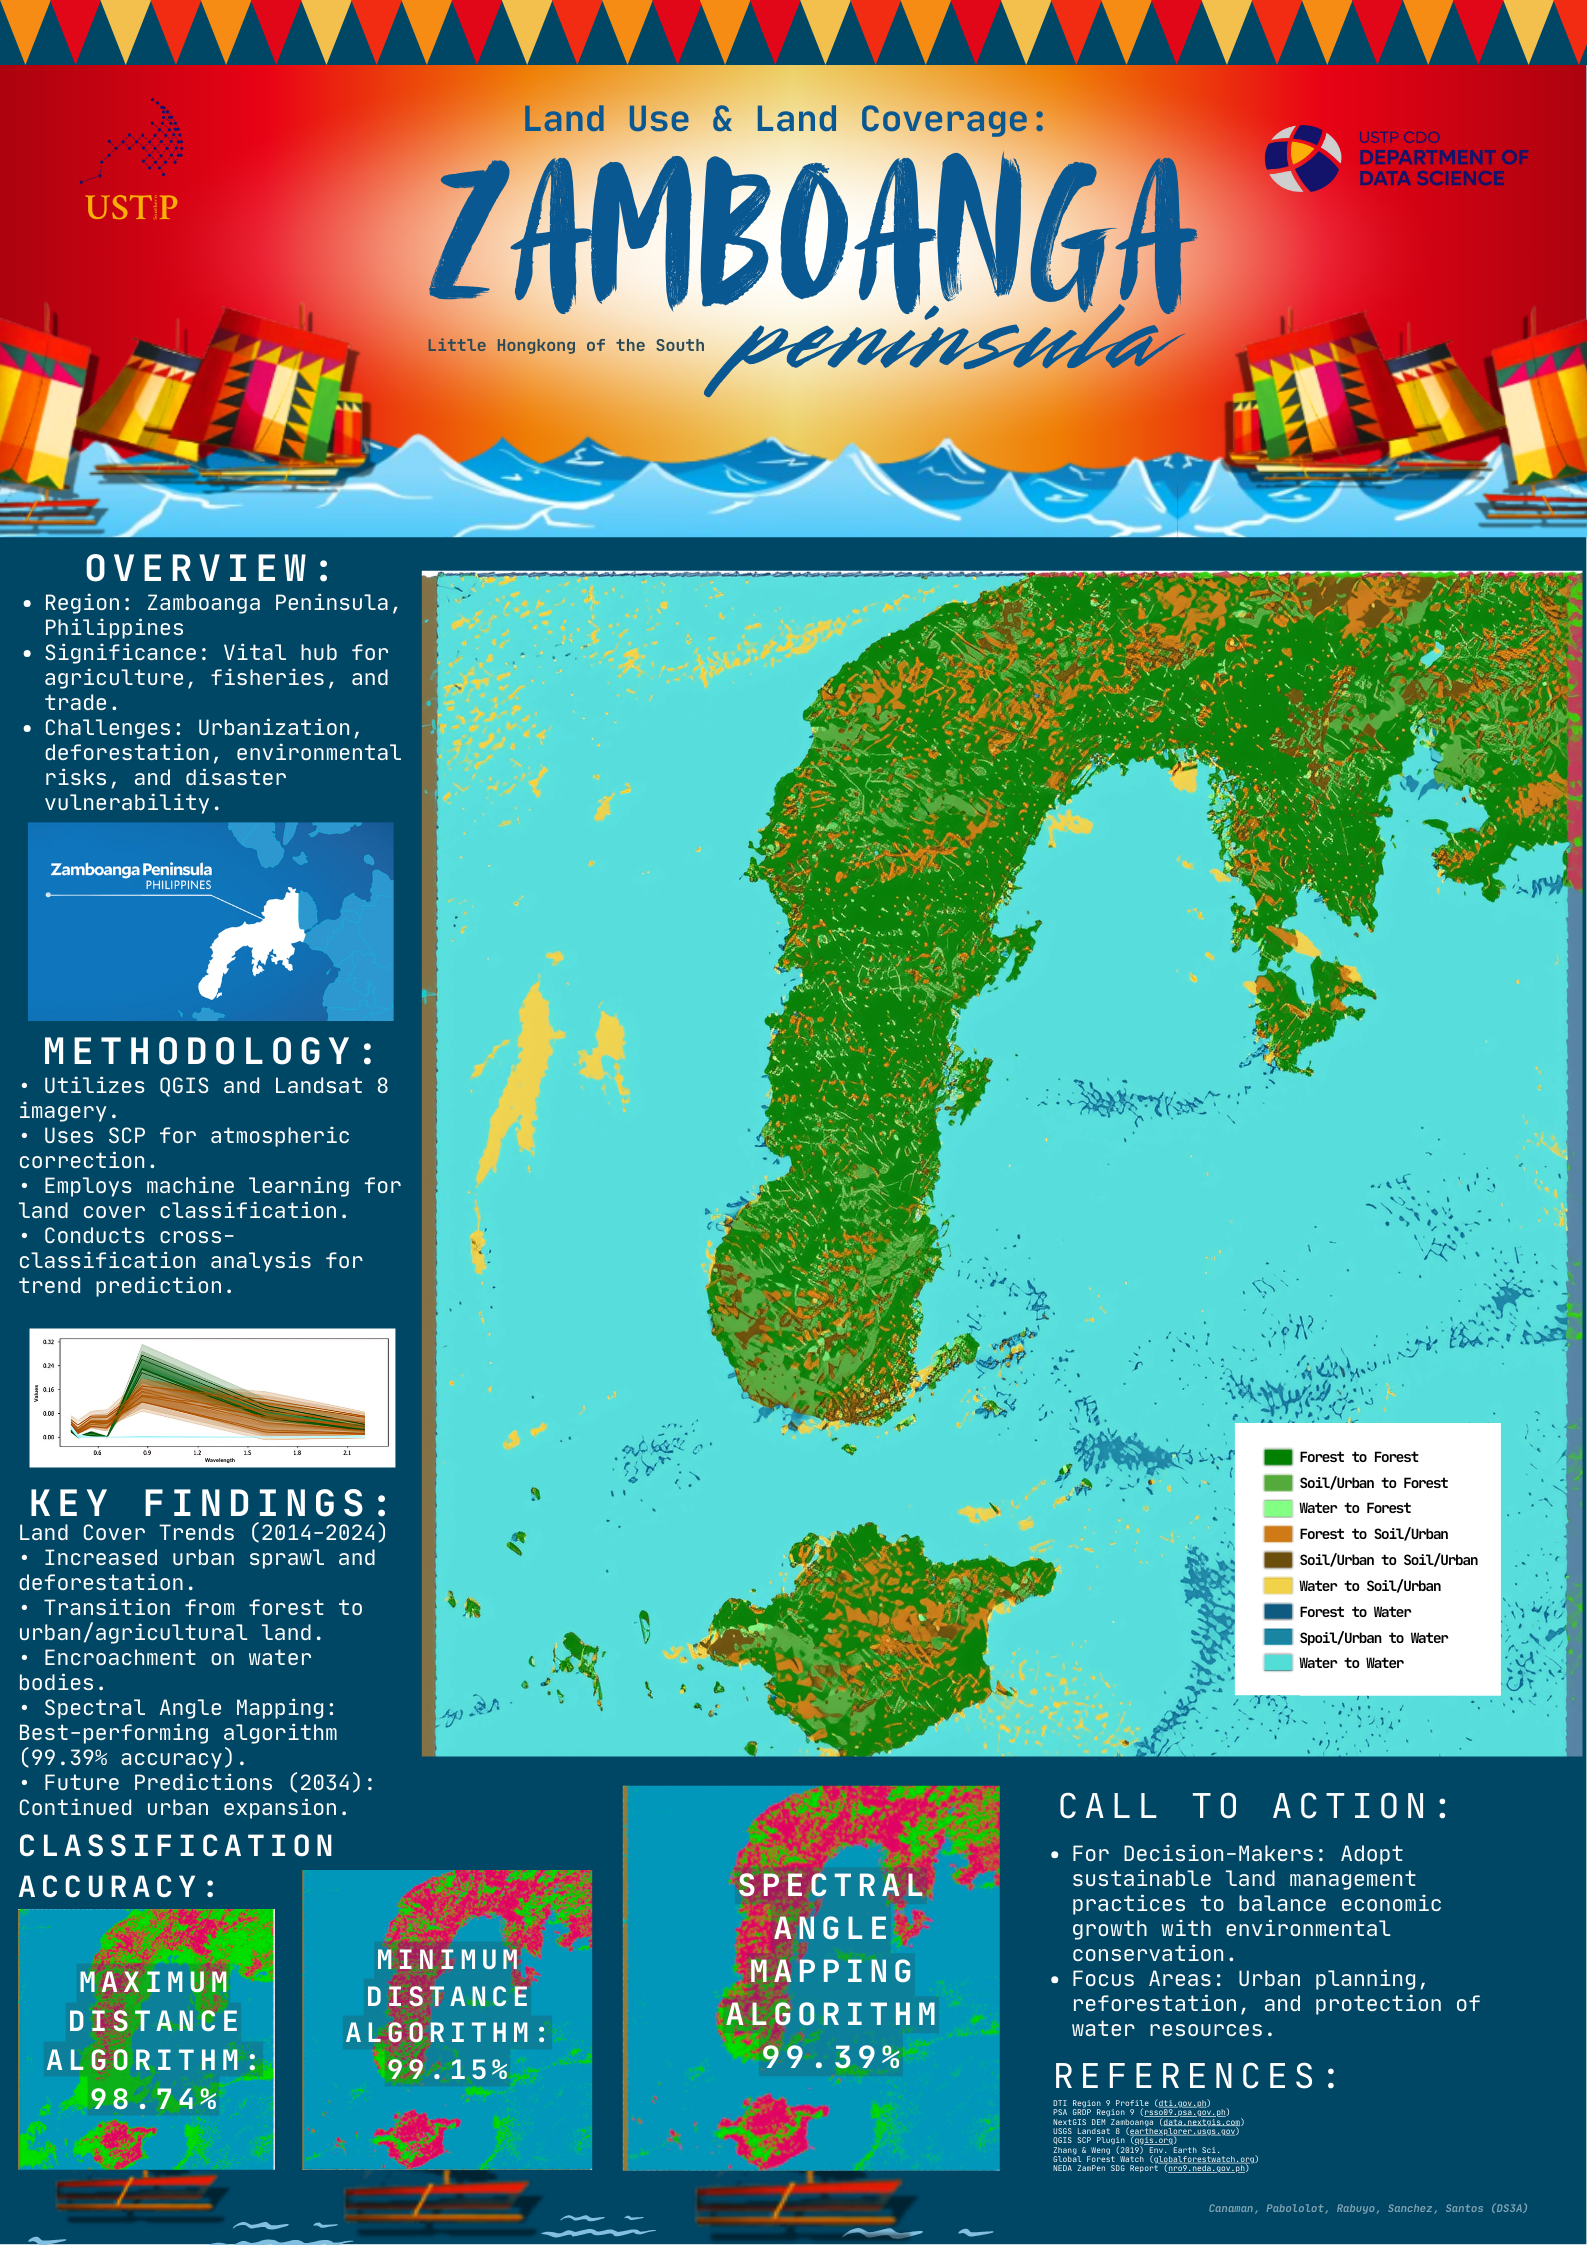 Land Use & Land Coverage:
ZAMBOANGA
peninsula
Little Hongkong of the South
USTP
USTP CDO
DEPARTMENT OF
DATA SCIENCE
OVERVIEW:
• Region: Zamboanga Peninsula,
Philippines
• Significance: Vital hub for
agriculture, fisheries, and
trade.
• Challenges: Urbanization,
deforestation, environmental
risks, and disaster
vulnerability.
Zamboanga Peninsula
PHILIPPINES
METHODOLOGY:
• Utilizes QGIS and Landsat 8
imagery.
• Uses SCP for atmospheric
correction.
• Employs machine learning for
land cover classification.
• Conducts cross-
classification analysis for
trend prediction.
Values
0.32
0.24
0.16
0.08
0.00
0.6 0.9 1.2 1.5 1.8 2.1
Wavelength
KEY FINDINGS:
Land Cover Trends (2014-2024)
• Increased urban sprawl and
deforestation.
• Transition from forest to
urban/agricultural land.
• Encroachment on water
bodies.
• Spectral Angle Mapping:
Best-performing algorithm
(99.39% accuracy).
• Future Predictions (2034):
Continued urban expansion.
Forest to Forest
Soil/Urban to Forest
Water to Forest
Forest to Soil/Urban
Soil/Urban to Soil/Urban
Water to Soil/Urban
Forest to Water
Spoil/Urban to Water
Water to Water
CLASSIFICATION
ACCURACY:
MAXIMUM
DISTANCE
ALGORITHM:
98.74%
MINIMUM
DISTANCE
ALGORITHM:
99.15%
SPECTRAL
ANGLE
MAPPING
ALGORITHM
99.39%
CALL TO ACTION:
• For Decision-Makers: Adopt
sustainable land management
practices to balance economic
growth with environmental
conservation.
• Focus Areas: Urban planning,
reforestation, and protection of
water resources.
REFERENCES:
DTI Region 9 Profile (dti.gov.ph)
PSA GRDP Region 9 (rsso09.psa.gov.ph)
NextGIS DEM Zamboanga (data.nextgis.com)
USGS Landsat 8 (earthexplorer.usgs.gov)
QGIS SCP Plugin (qgis.org)
Zhang & Weng (2019) Env. Earth Sci.
Global Forest Watch (globalforestwatch.org)
NEDA ZamPen SDG Report (nro9.neda.gov.ph)
Canaman, Pabololot, Rabuyo, Sanchez, Santos (DS3A)